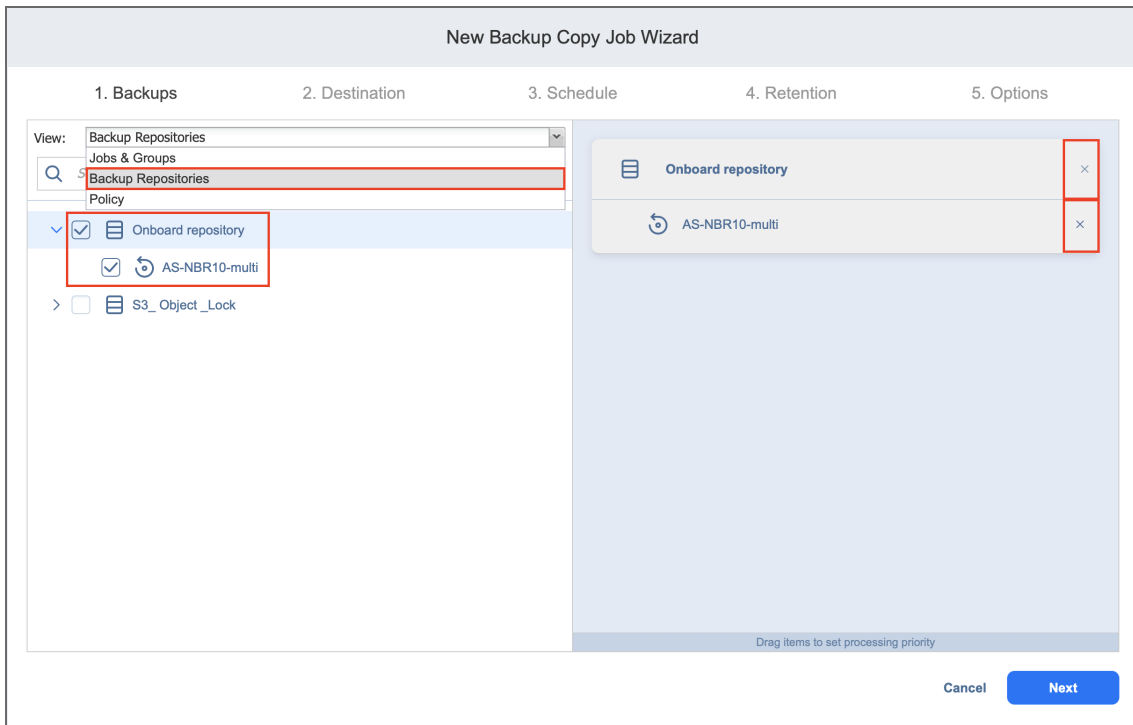 New Backup Copy Job Wizard
1. Backups 2. Destination 3. Schedule 4. Retention 5. Options
View: Backup Repositories
Jobs & Groups
Backup Repositories
Policy
Onboard repository
AS-NBR10-multi
S3_ Object _Lock
Onboard repository
AS-NBR10-multi
Drag items to set processing priority
Cancel Next